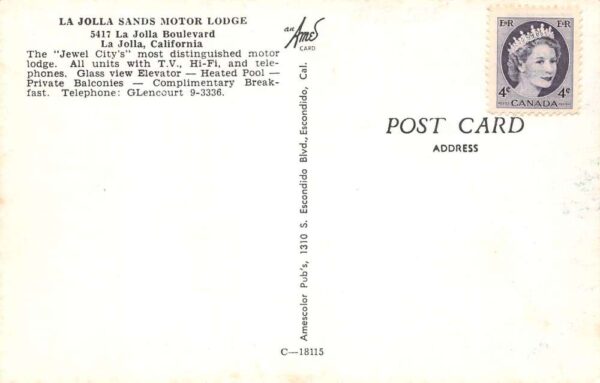 LA JOLLA SANDS MOTOR LODGE
5417 La Jolla Boulevard
La Jolla, California
The "Jewel City's" most distinguished motor
lodge. All units with T.V., Hi-Fi, and tele-
phones. Glass view Elevator — Heated Pool —
Private Balconies — Complimentary Break-
fast. Telephone: GLencourt 9-3336.
an
Ames
CARD
Amescolor Pub's, 1310 S. Escondido Blvd., Escondido, Cal.
C—18115
E R E R
4¢ 4¢
CANADA
POST CARD
ADDRESS